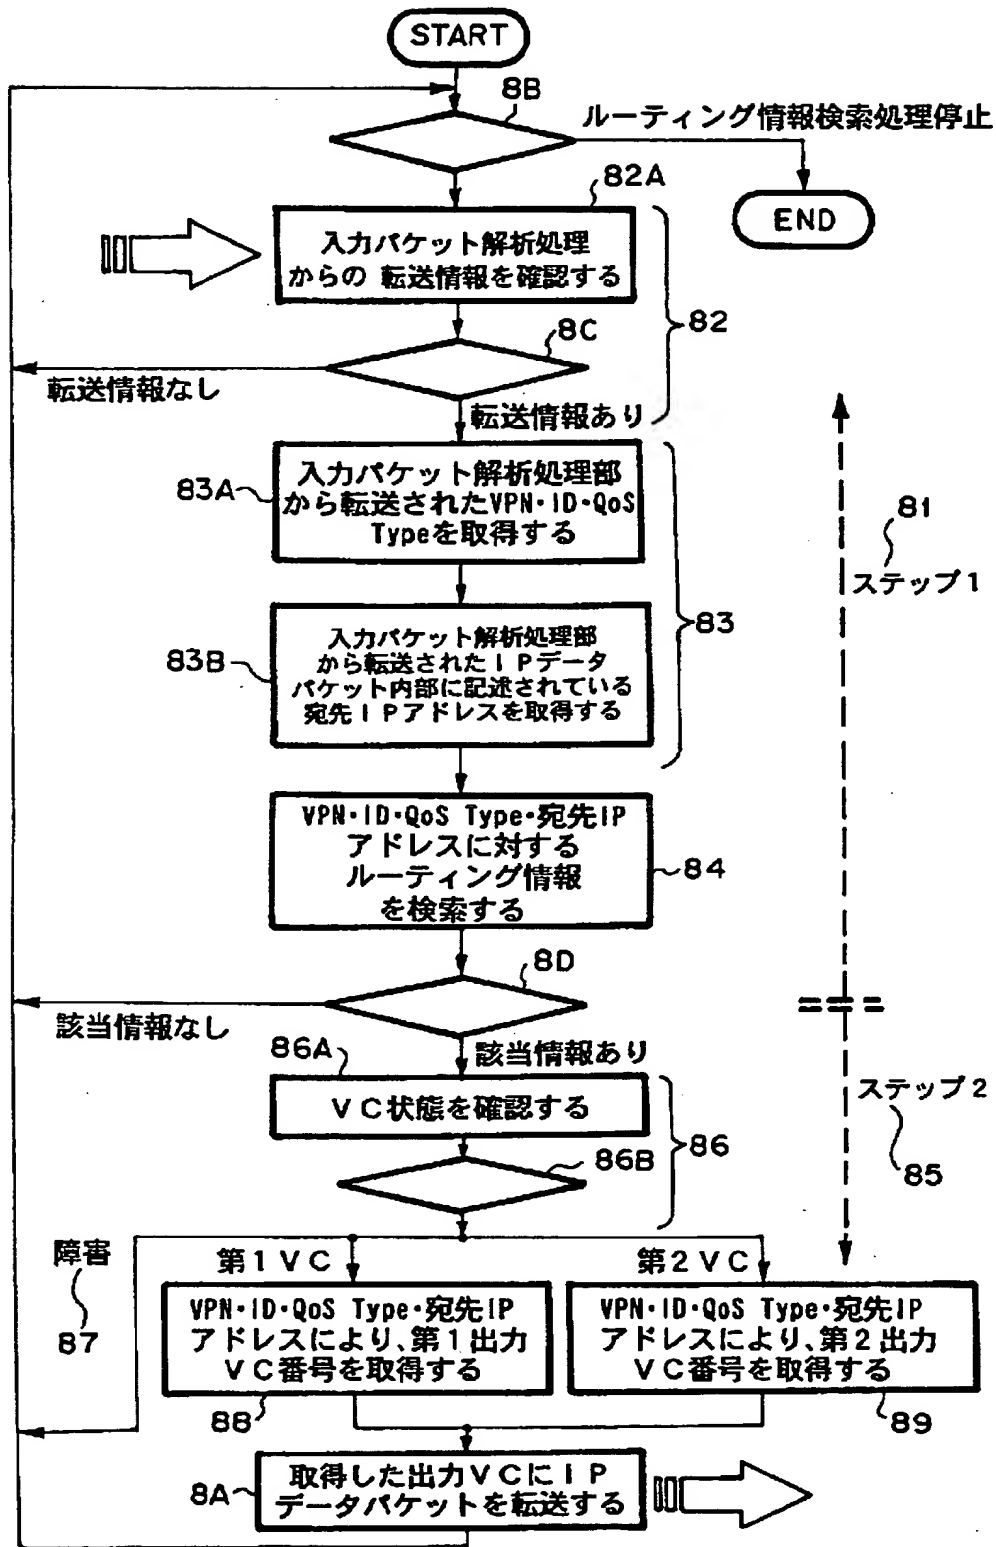 START
8B
ルーティング情報検索処理停止
END
82A
入力パケット解析処理
からの 転送情報を確認する
82
8C
転送情報なし
転送情報あり
83A
入力パケット解析処理部
から転送されたVPN・ID・QoS
Typeを取得する
81
ステップ1
83
83B
入力パケット解析処理部
から転送されたIPデータ
パケット内部に記述されている
宛先IPアドレスを取得する
VPN・ID・QoS Type・宛先IP
アドレスに対する
ルーティング情報
を検索する
84
8D
該当情報なし
該当情報あり
86A
VC状態を確認する
86
86B
ステップ2
85
障害
87
第1VC
第2VC
VPN・ID・QoS Type・宛先IP
アドレスにより、第1出力
VC番号を取得する
88
VPN・ID・QoS Type・宛先IP
アドレスにより、第2出力
VC番号を取得する
89
8A
取得した出力VCにIP
データパケットを転送する